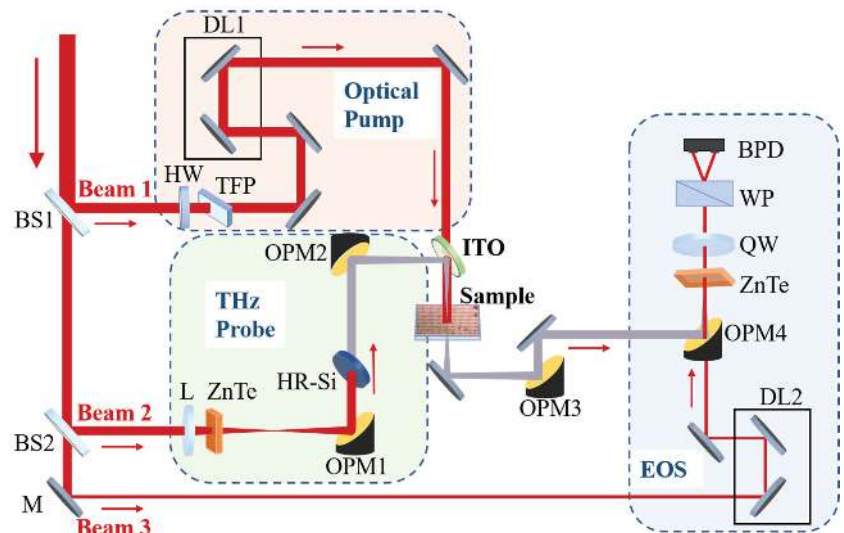 DL1
Optical
Pump
HW
TFP
Beam 1
BS1
OPM2
ITO
THz
Probe
Sample
HR-Si
L
ZnTe
Beam 2
BS2
OPM1
OPM3
M
Beam 3
BPD
WP
QW
ZnTe
OPM4
DL2
EOS